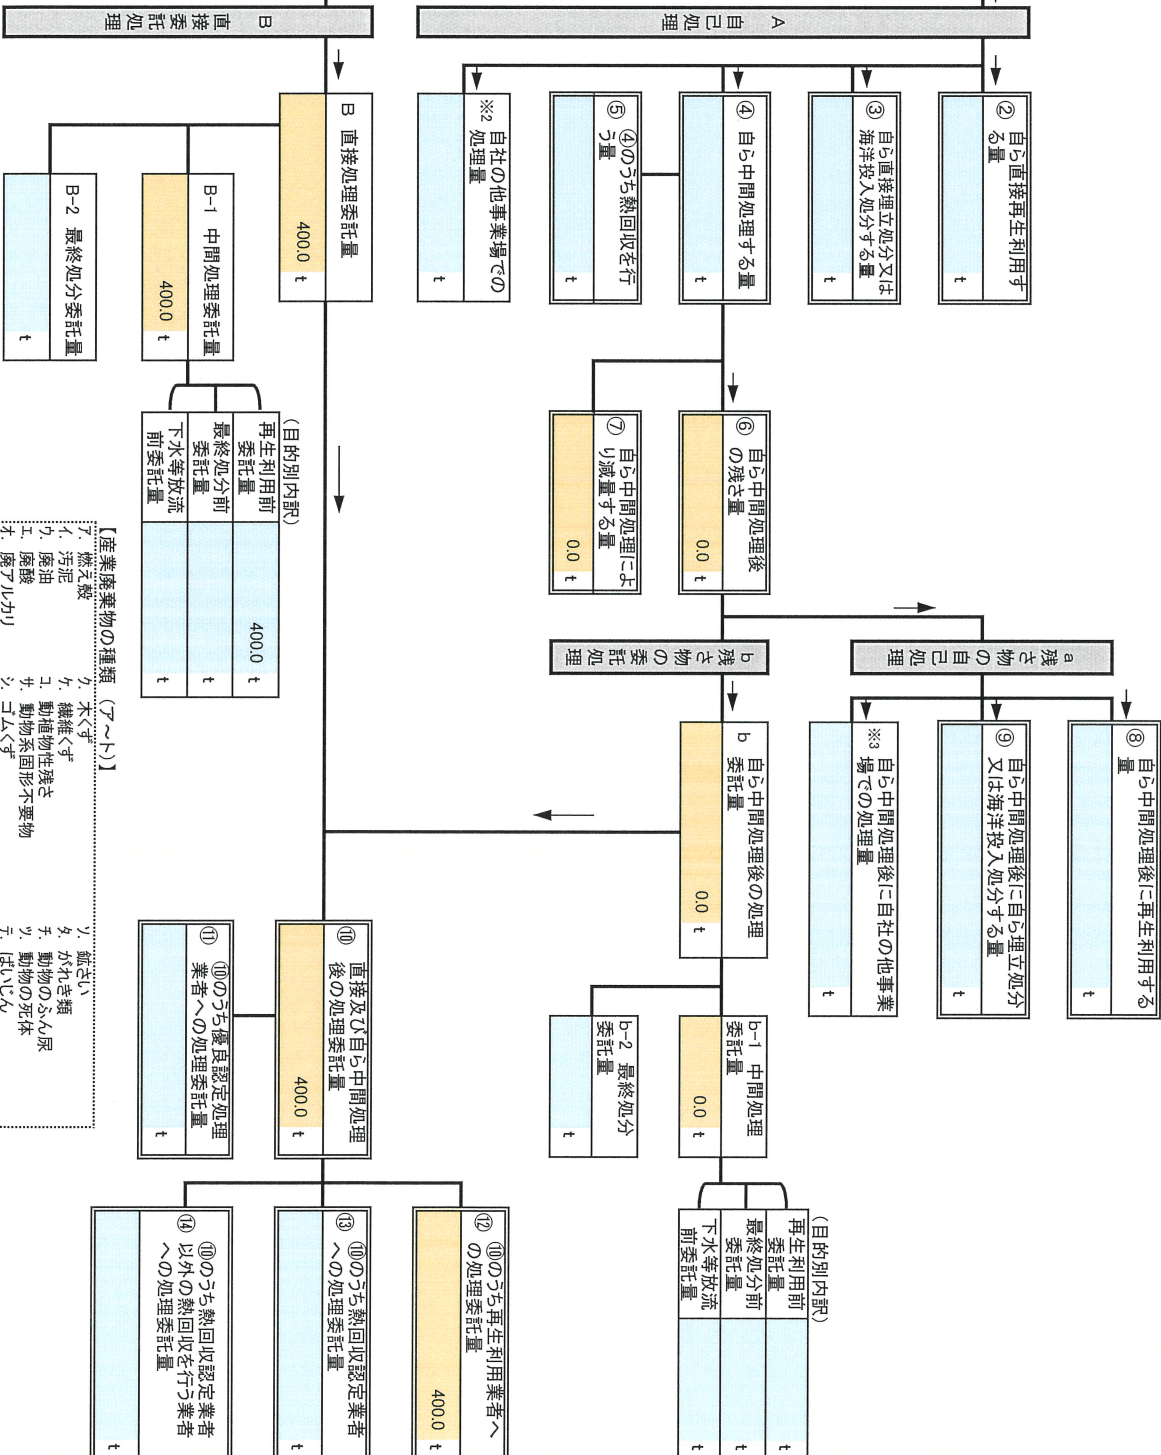 A　自己処理
② 自ら直接再生利用す
る量
t
③ 自ら直接埋立処分又は
海洋投入処分する量
t
④ 自ら中間処理する量
t
⑤ ④のうち熱回収を行
う量
t
※2 自社の他事業場での
処理量
t
⑥ 自ら中間処理後
の残さ量
0.0 t
⑦ 自ら中間処理によ
り減量する量
0.0 t
a 残さ物の自己処理
⑧ 自ら中間処理後に再生利用する
量
t
⑨ 自ら中間処理後に自ら埋立処分
又は海洋投入処分する量
t
※3 自ら中間処理後に自社の他事業
場での処理量
t
b 残さ物の委託処理
b 自ら中間処理後の処理
委託量
0.0 t
b-1 中間処理
委託量
0.0 t
b-2 最終処分
委託量
t
(目的別内訳)
再生利用前
委託量
t
最終処分前
委託量
t
下水等放流
前委託量
t
B　直接委託処理
B 直接処理委託量
400.0 t
B-1 中間処理委託量
400.0 t
B-2 最終処分委託量
t
(目的別内訳)
再生利用前
委託量
400.0 t
最終処分前
委託量
t
下水等放流
前委託量
t
⑩ 直接及び自ら中間処理
後の処理委託量
400.0 t
⑪ ⑩のうち優良認定処理
業者への処理委託量
t
⑫ ⑩のうち再生利用業者へ
の処理委託量
400.0 t
⑬ ⑩のうち熱回収認定業者
への処理委託量
t
⑭ ⑩のうち熱回収認定業者
以外の熱回収を行う業者
への処理委託量
t
【産業廃棄物の種類 (ア～ト)】
ア. 燃え殻　ク. 木くず　ソ. 鉱さい
イ. 汚泥　ケ. 繊維くず　タ. がれき類
ウ. 廃油　コ. 動植物性残さ　チ. 動物のふん尿
エ. 廃酸　サ. 動物系固形不要物　ツ. 動物の死体
オ. 廃アルカリ　シ. ゴムくず　テ. ばいじん